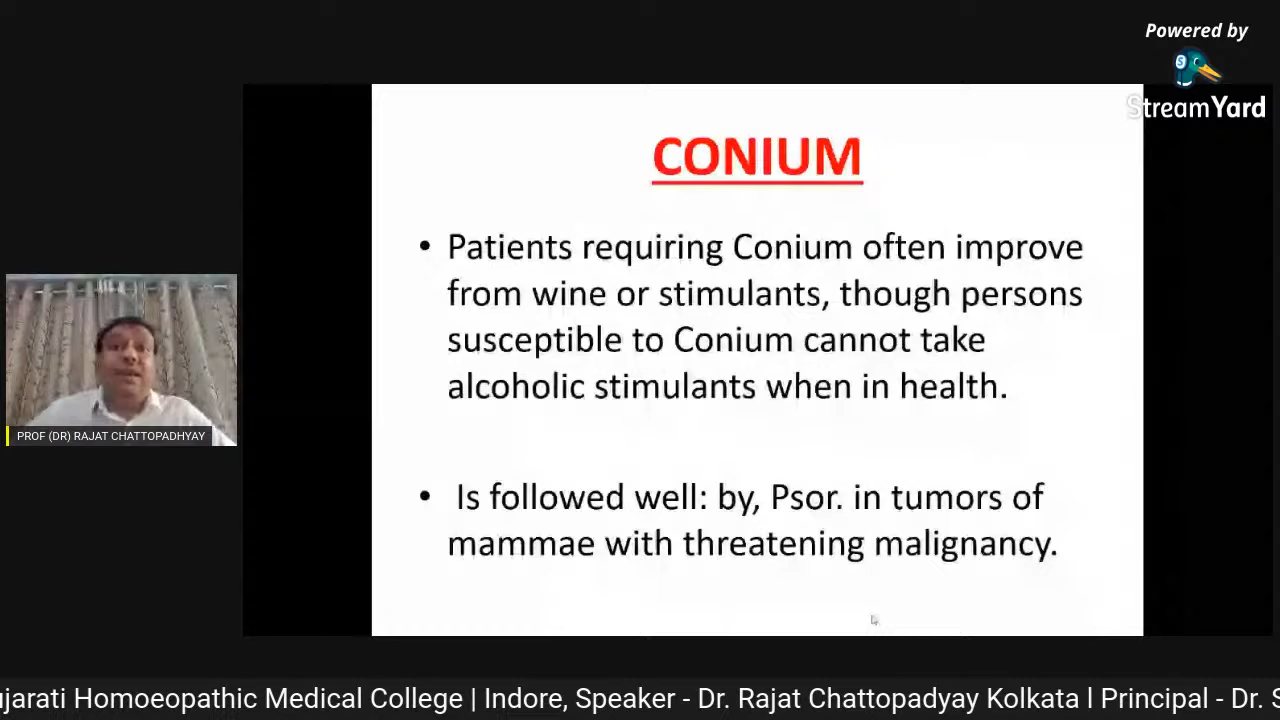 Powered by
StreamYard
CONIUM
• Patients requiring Conium often improve
from wine or stimulants, though persons
susceptible to Conium cannot take
alcoholic stimulants when in health.
• Is followed well: by, Psor. in tumors of
mammae with threatening malignancy.
PROF (DR) RAJAT CHATTOPADHYAY
ujarati Homoeopathic Medical College | Indore, Speaker - Dr. Rajat Chattopadyay Kolkata l Principal - Dr. S